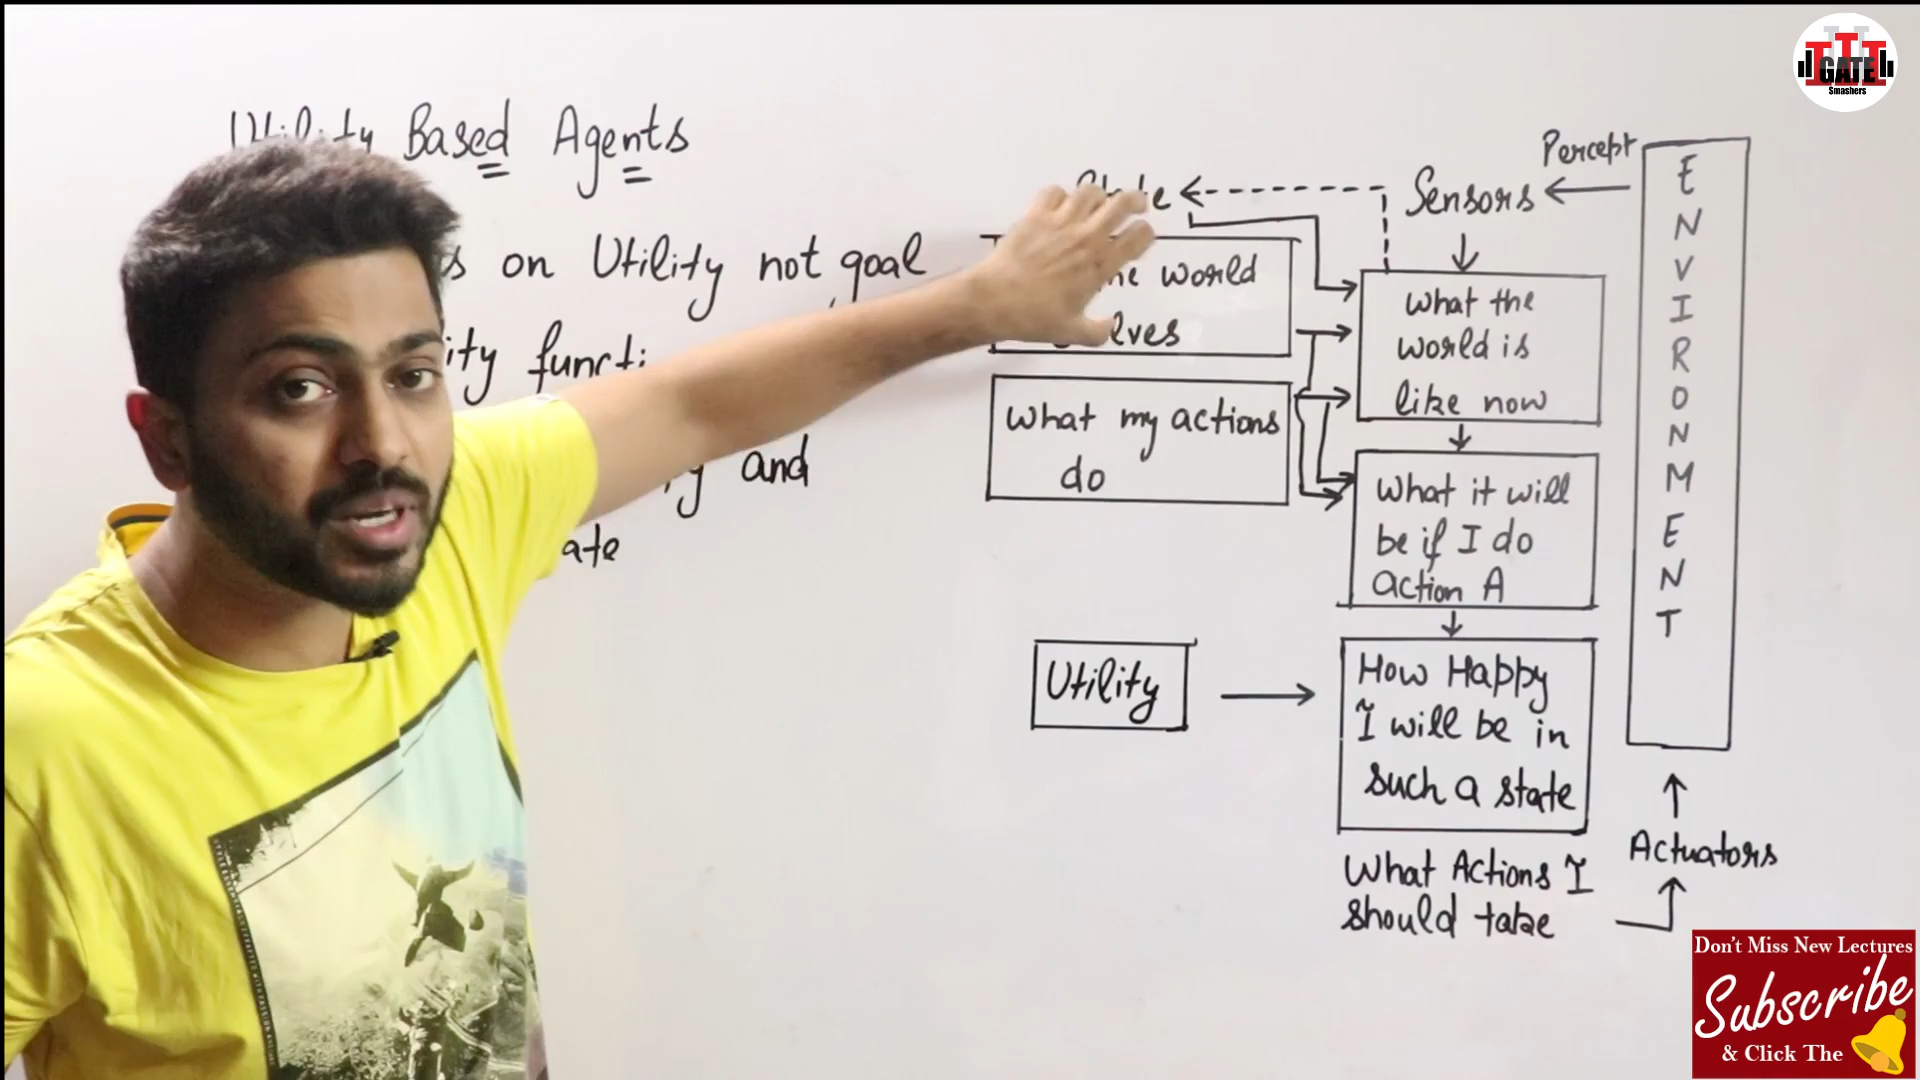 Utility Based Agents
on Utility not goal
and
State
world
What my actions
do
Utility
Percept
Sensors
What the
world is
like now
What it will
be if I do
action A
How Happy
I will be in
such a state
What Actions I
should take
Actuators
ENVIRONMENT
GATE
Smashers
Don't Miss New Lectures
Subscribe
& Click The